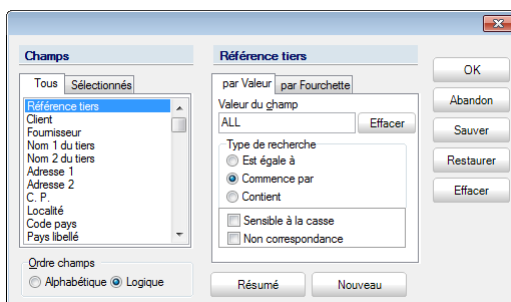 Champs
Tous Sélectionnés
Référence tiers
Client
Fournisseur
Nom 1 du tiers
Nom 2 du tiers
Adresse 1
Adresse 2
C. P.
Localité
Code pays
Pays libellé
Ordre champs
Alphabétique Logique
Référence tiers
par Valeur par Fourchette
Valeur du champ
ALL Effacer
Type de recherche
Est égale à
Commence par
Contient
Sensible à la casse
Non correspondance
Résumé Nouveau
OK
Abandon
Sauver
Restaurer
Effacer